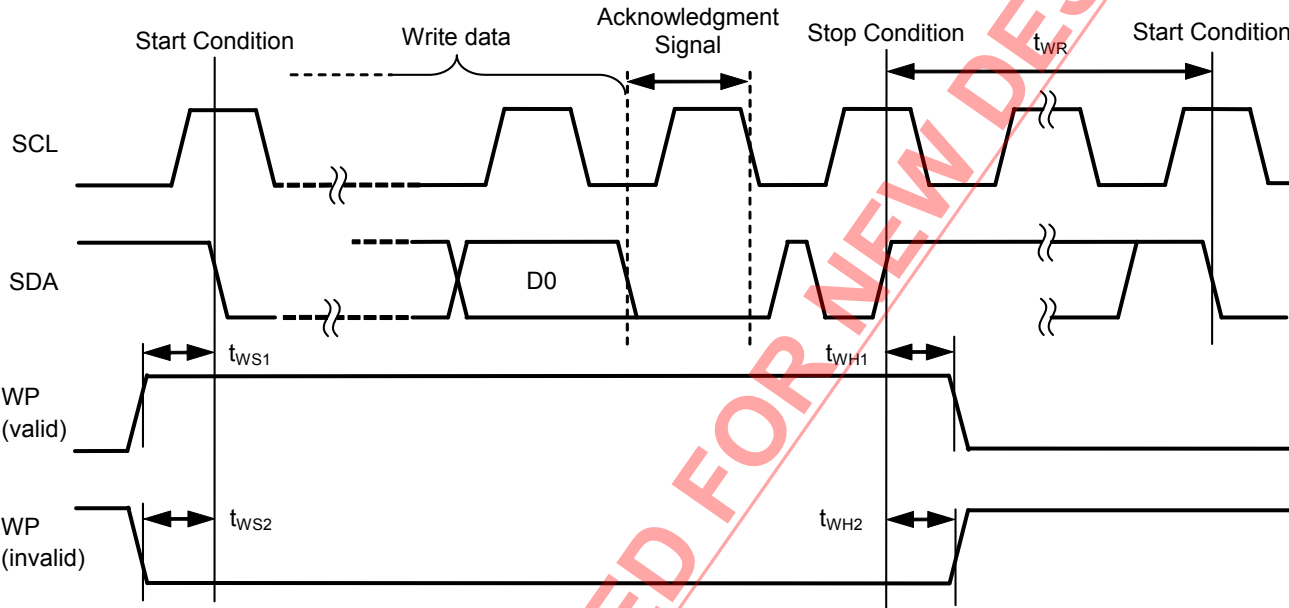 Start Condition
Write data
Acknowledgment
Signal
Stop Condition
tWR
Start Condition
SCL
SDA
D0
tWS1
tWH1
WP
(valid)
tWS2
tWH2
WP
(invalid)
ED FOR NEW DES